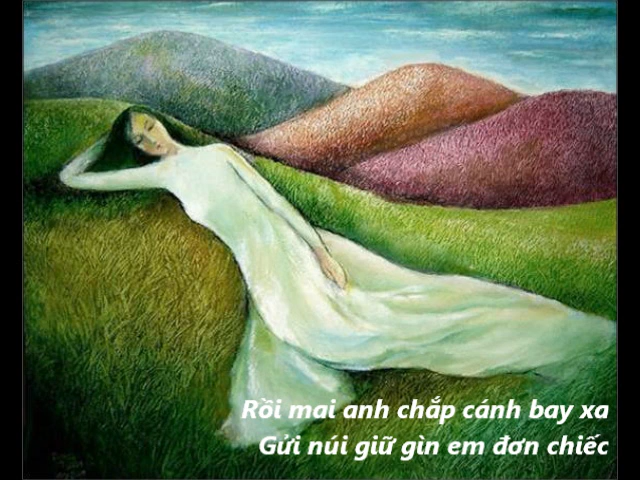 Rồi mai anh chắp cánh bay xa
Gửi núi giữ gìn em đơn chiếc